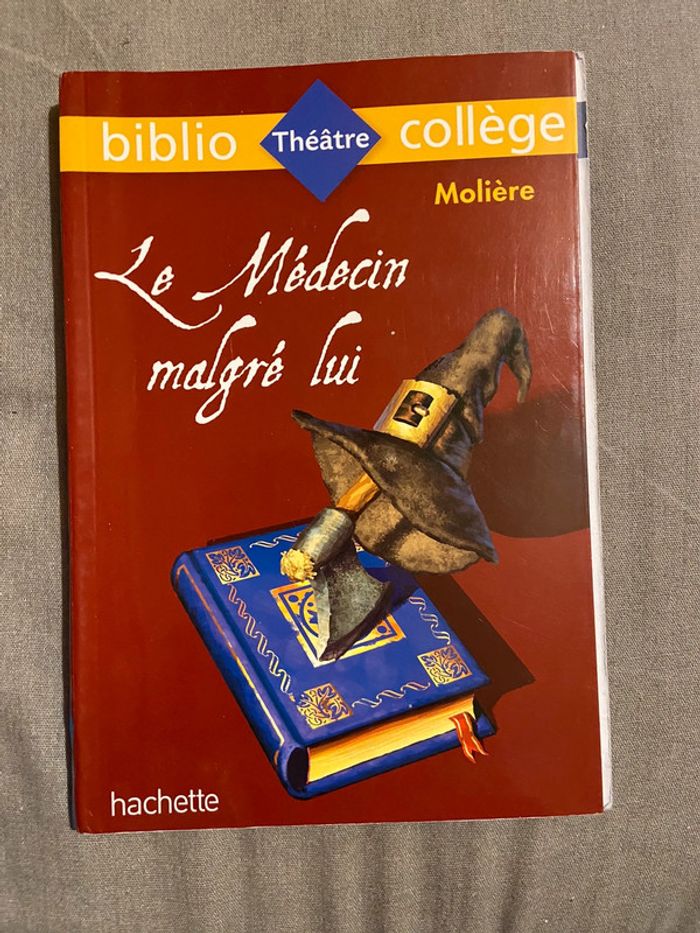 biblio Théâtre collège
Molière
Le Médecin
malgré lui
hachette